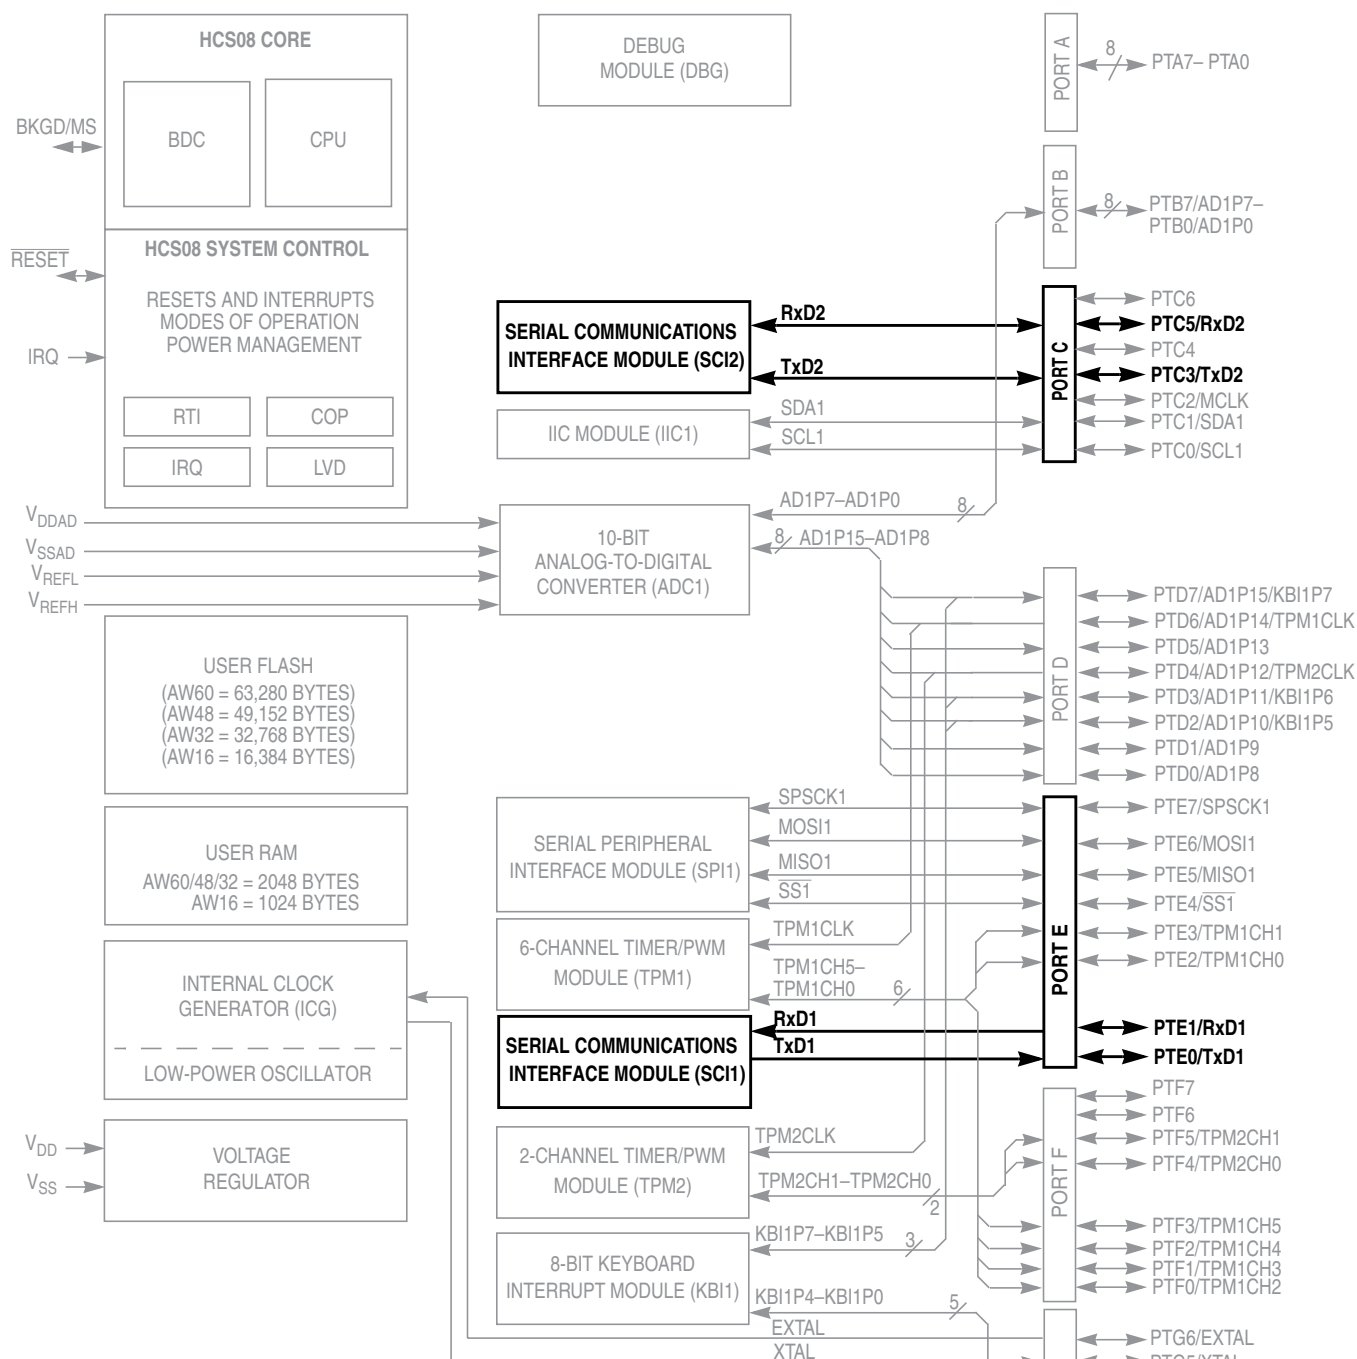 HCS08 CORE
BDC
CPU
BKGD/MS
HCS08 SYSTEM CONTROL
RESET
RESETS AND INTERRUPTS
MODES OF OPERATION
POWER MANAGEMENT
IRQ
RTI
COP
IRQ
LVD
VDDAD
VSSAD
VREFL
VREFH
USER FLASH
(AW60 = 63,280 BYTES)
(AW48 = 49,152 BYTES)
(AW32 = 32,768 BYTES)
(AW16 = 16,384 BYTES)
USER RAM
AW60/48/32 = 2048 BYTES
AW16 = 1024 BYTES
INTERNAL CLOCK
GENERATOR (ICG)
LOW-POWER OSCILLATOR
VDD
VSS
VOLTAGE
REGULATOR
DEBUG
MODULE (DBG)
SERIAL COMMUNICATIONS
INTERFACE MODULE (SCI2)
RxD2
TxD2
IIC MODULE (IIC1)
SDA1
SCL1
10-BIT
ANALOG-TO-DIGITAL
CONVERTER (ADC1)
AD1P7–AD1P0
8
8
AD1P15–AD1P8
SERIAL PERIPHERAL
INTERFACE MODULE (SPI1)
SPSCK1
MOSI1
MISO1
SS1
6-CHANNEL TIMER/PWM
MODULE (TPM1)
TPM1CLK
TPM1CH5–
TPM1CH0
6
SERIAL COMMUNICATIONS
INTERFACE MODULE (SCI1)
RxD1
TxD1
2-CHANNEL TIMER/PWM
MODULE (TPM2)
TPM2CLK
TPM2CH1–TPM2CH0
2
8-BIT KEYBOARD
INTERRUPT MODULE (KBI1)
KBI1P7–KBI1P5
3
KBI1P4–KBI1P0
5
EXTAL
XTAL
PORT A
8
PTA7– PTA0
PORT B
8
PTB7/AD1P7–
PTB0/AD1P0
PORT C
PTC6
PTC5/RxD2
PTC4
PTC3/TxD2
PTC2/MCLK
PTC1/SDA1
PTC0/SCL1
PORT D
PTD7/AD1P15/KBI1P7
PTD6/AD1P14/TPM1CLK
PTD5/AD1P13
PTD4/AD1P12/TPM2CLK
PTD3/AD1P11/KBI1P6
PTD2/AD1P10/KBI1P5
PTD1/AD1P9
PTD0/AD1P8
PORT E
PTE7/SPSCK1
PTE6/MOSI1
PTE5/MISO1
PTE4/SS1
PTE3/TPM1CH1
PTE2/TPM1CH0
PTE1/RxD1
PTE0/TxD1
PORT F
PTF7
PTF6
PTF5/TPM2CH1
PTF4/TPM2CH0
PTF3/TPM1CH5
PTF2/TPM1CH4
PTF1/TPM1CH3
PTF0/TPM1CH2
PTG6/EXTAL